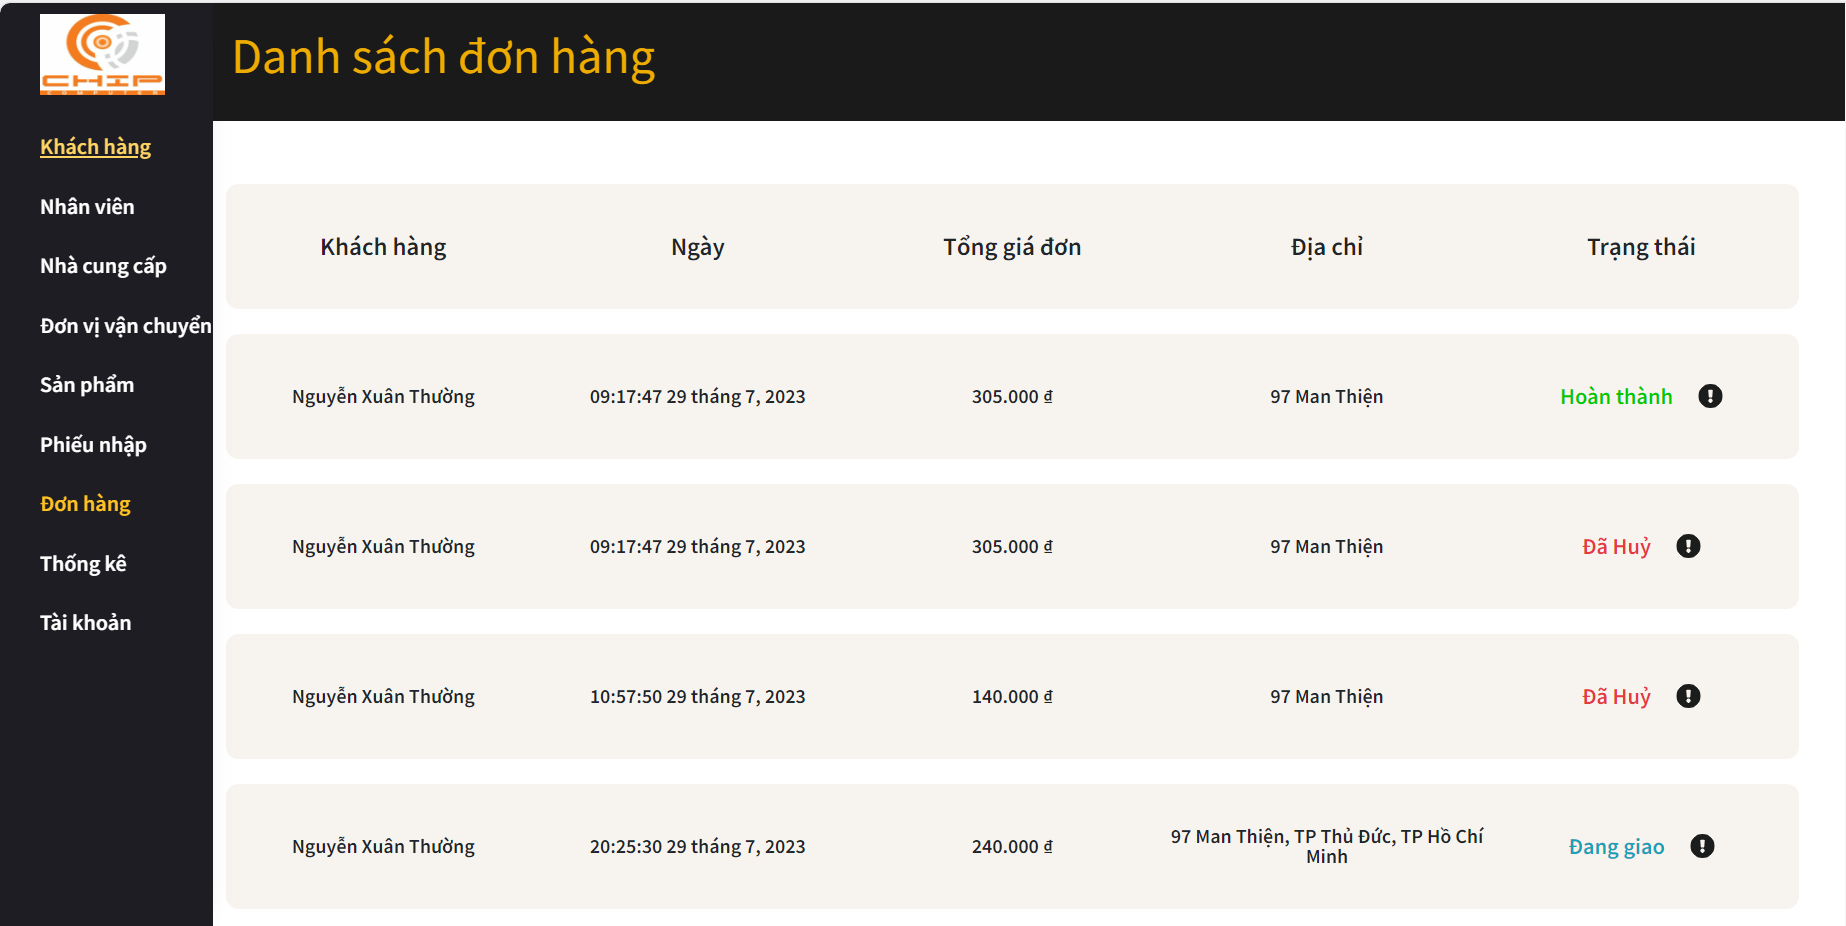 CHIP
COMPUTER
Danh sách đơn hàng
Khách hàng
Nhân viên
Nhà cung cấp
Đơn vị vận chuyển
Sản phẩm
Phiếu nhập
Đơn hàng
Thống kê
Tài khoản
Khách hàng Ngày Tổng giá đơn Địa chỉ Trạng thái
Nguyễn Xuân Thường 09:17:47 29 tháng 7, 2023 305.000 ₫ 97 Man Thiện Hoàn thành
Nguyễn Xuân Thường 09:17:47 29 tháng 7, 2023 305.000 ₫ 97 Man Thiện Đã Huỷ
Nguyễn Xuân Thường 10:57:50 29 tháng 7, 2023 140.000 ₫ 97 Man Thiện Đã Huỷ
Nguyễn Xuân Thường 20:25:30 29 tháng 7, 2023 240.000 ₫ 97 Man Thiện, TP Thủ Đức, TP Hồ Chí
Minh Đang giao